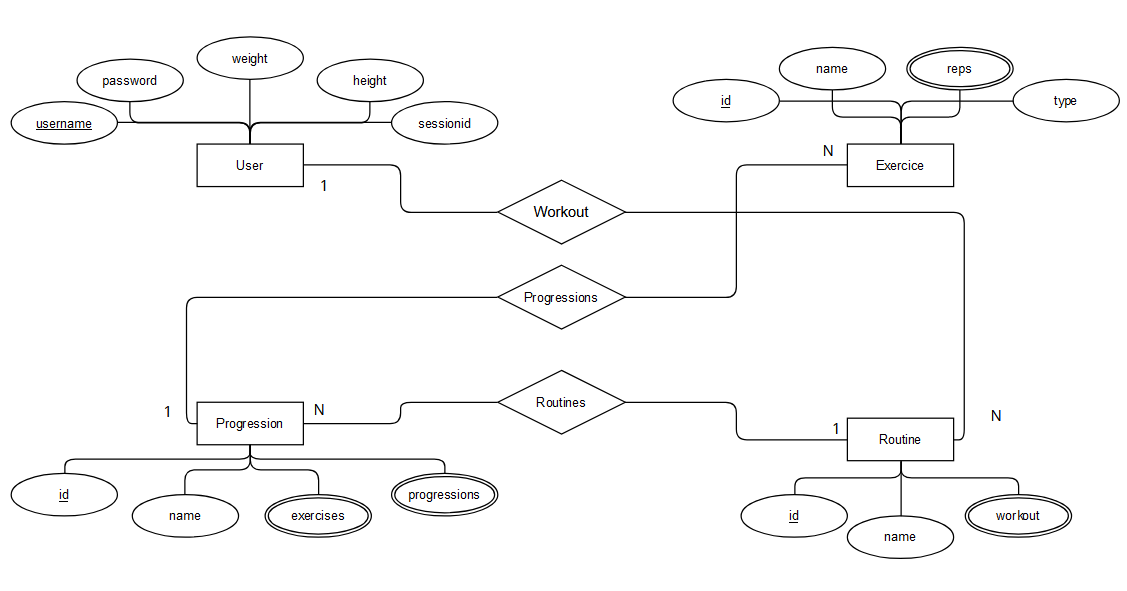 weight
password
height
username
sessionid
User
1
name
reps
id
type
N
Exercice
Workout
Progressions
1
Progression
N
Routines
1
Routine
N
id
name
exercises
progressions
id
name
workout